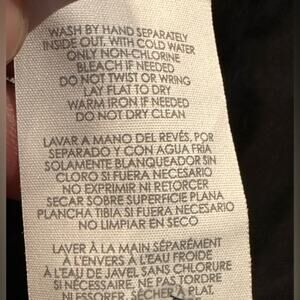 WASH BY HAND SEPARATELY
INSIDE OUT, WITH COLD WATER
ONLY NON-CHLORINE
BLEACH IF NEEDED
DO NOT TWIST OR WRING
LAY FLAT TO DRY
WARM IRON IF NEEDED
DO NOT DRY CLEAN
LAVAR A MANO DEL REVÉS, POR
SEPARADO Y CON AGUA FRÍA
SOLAMENTE BLANQUEADOR SIN
CLORO SI FUERA NECESARIO
NO EXPRIMIR NI RETORCER
SECAR SOBRE SUPERFICIE PLANA
PLANCHA TIBIA SI FUERA NECESARIO
NO LIMPIAR EN SECO
LAVER À LA MAIN SÉPARÉMENT
À L'ENVERS À L'EAU FROIDE
À L'EAU DE JAVEL SANS CHLORURE
SI NÉCESSAIRE, NE PAS TORDRE
NI ESSORER, SÉCHER À PLAT,